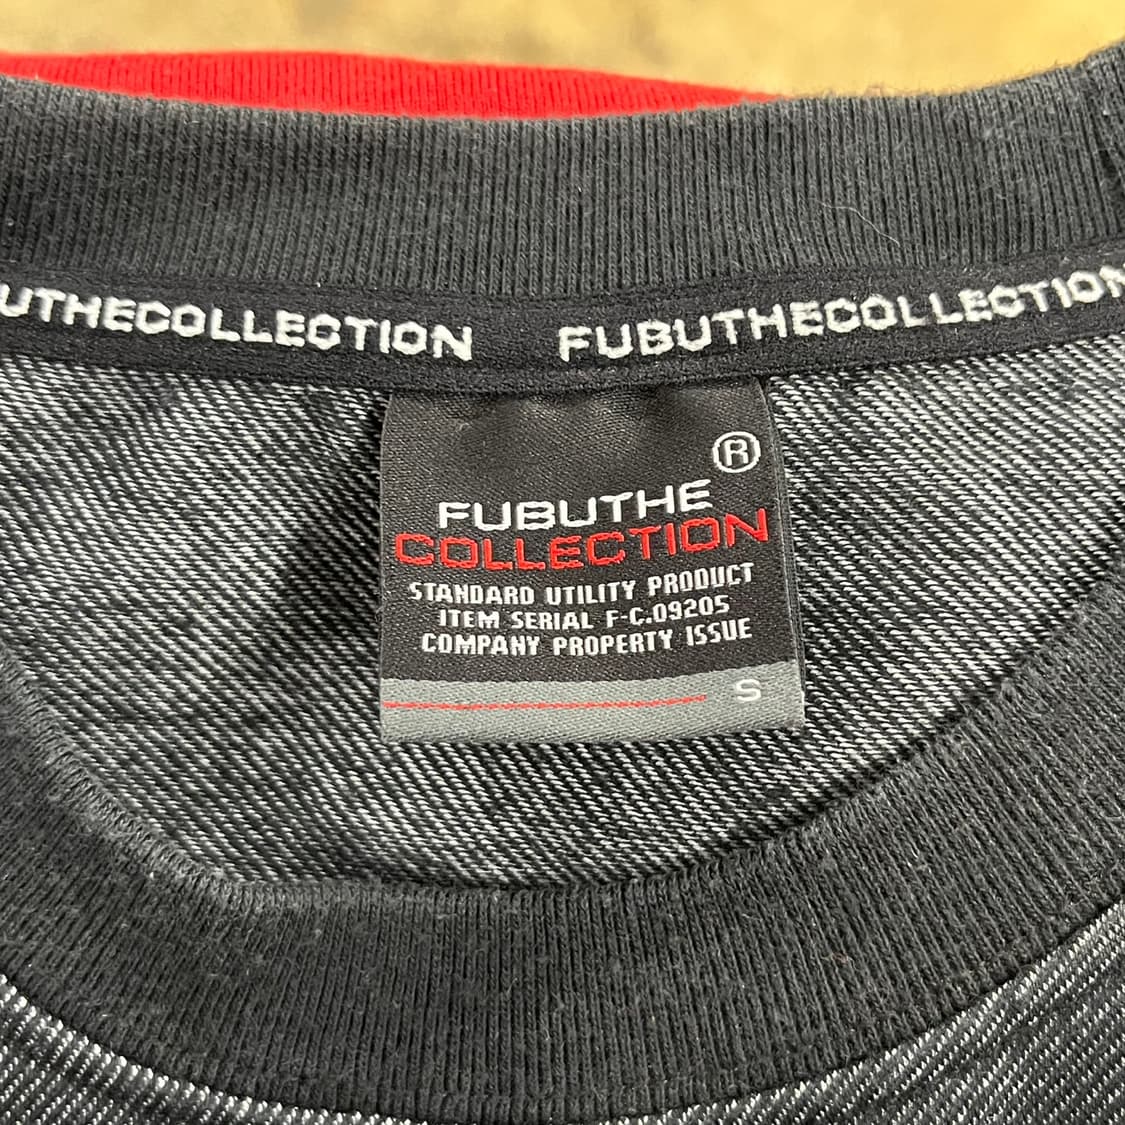 UTHECOLLECTION FUBUTHECOLLECTION
®
FUBUTHE
COLLECTION
STANDARD UTILITY PRODUCT
ITEM SERIAL F-C.09205
COMPANY PROPERTY ISSUE
S